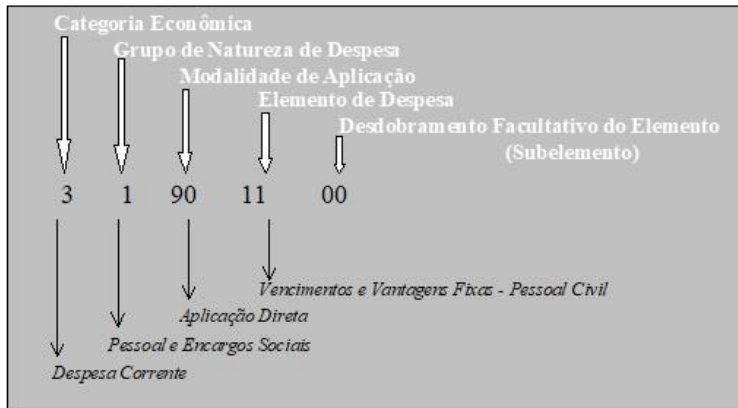 Categoria Econômica
Grupo de Natureza de Despesa
Modalidade de Aplicação
Elemento de Despesa
Desdobramento Facultativo do Elemento
(Subelemento)
3 1 90 11 00
Vencimentos e Vantagens Fixas - Pessoal Civil
Aplicação Direta
Pessoal e Encargos Sociais
Despesa Corrente